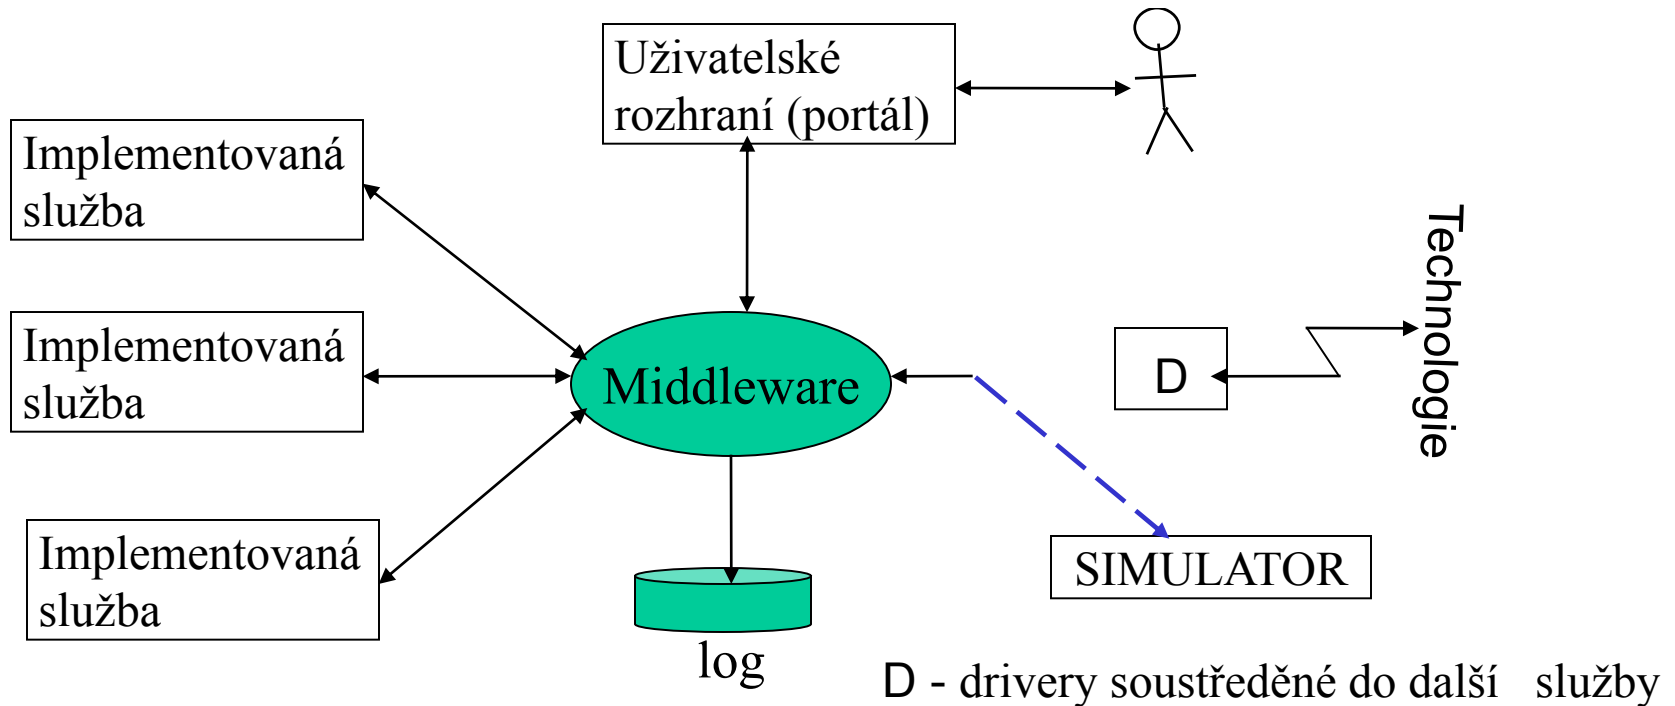 Uživatelské
rozhraní (portál)
Implementovaná
služba
Technologie
Implementovaná
služba
Middleware
D
Implementovaná
služba
SIMULATOR
log
D - drivery soustředěné do další služby